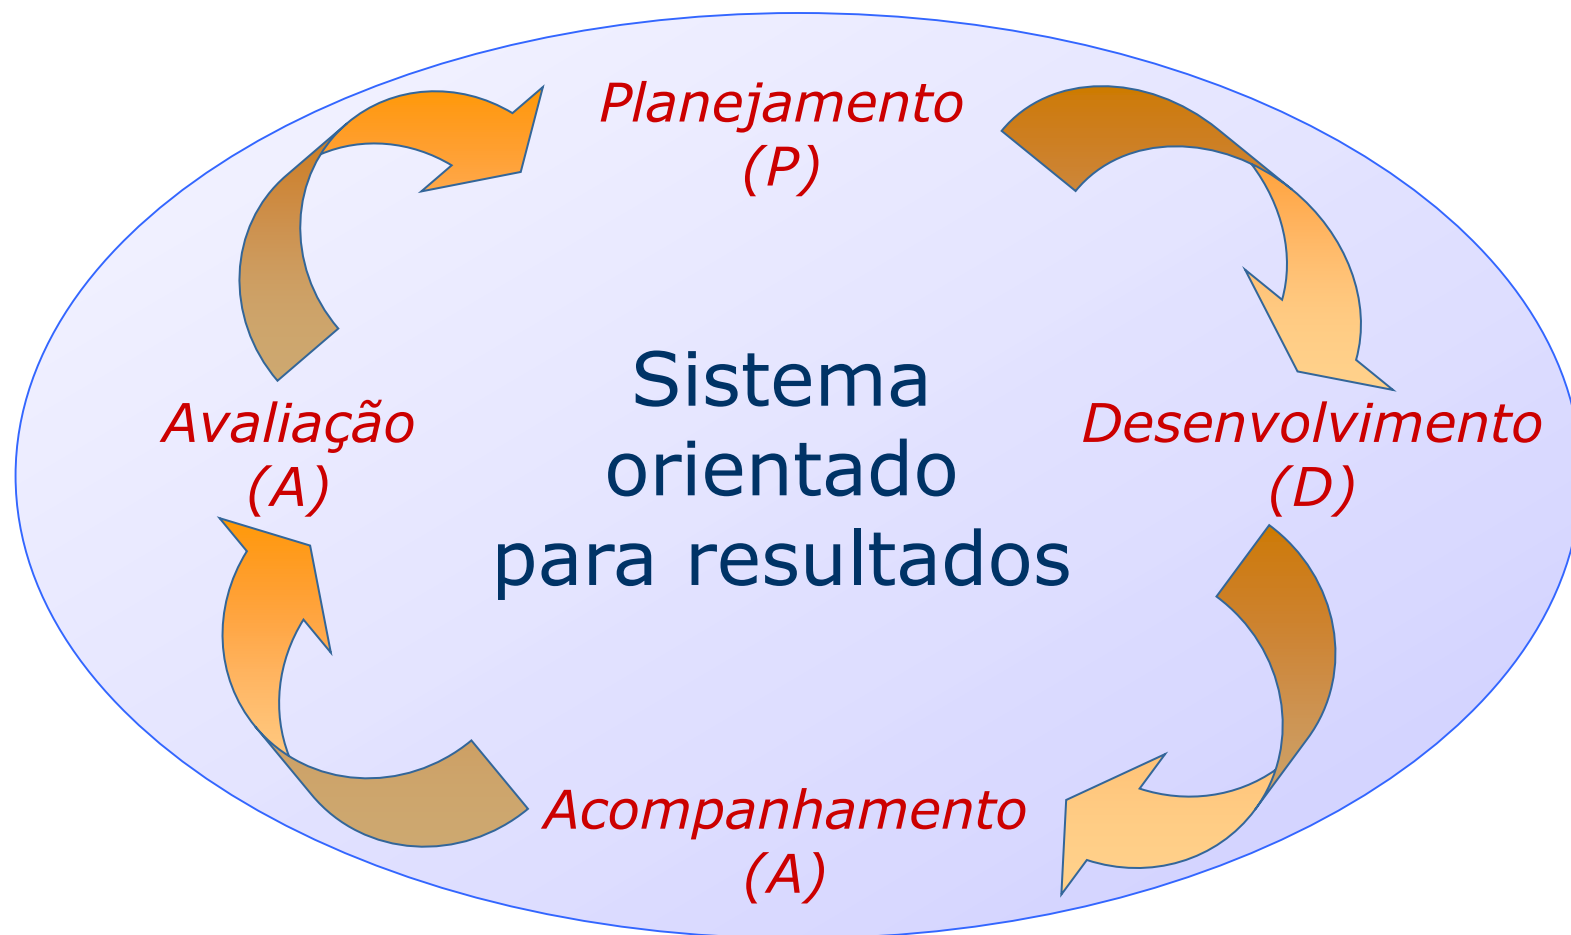 Planejamento
(P)
Sistema
orientado
para resultados
Avaliação
(A)
Desenvolvimento
(D)
Acompanhamento
(A)